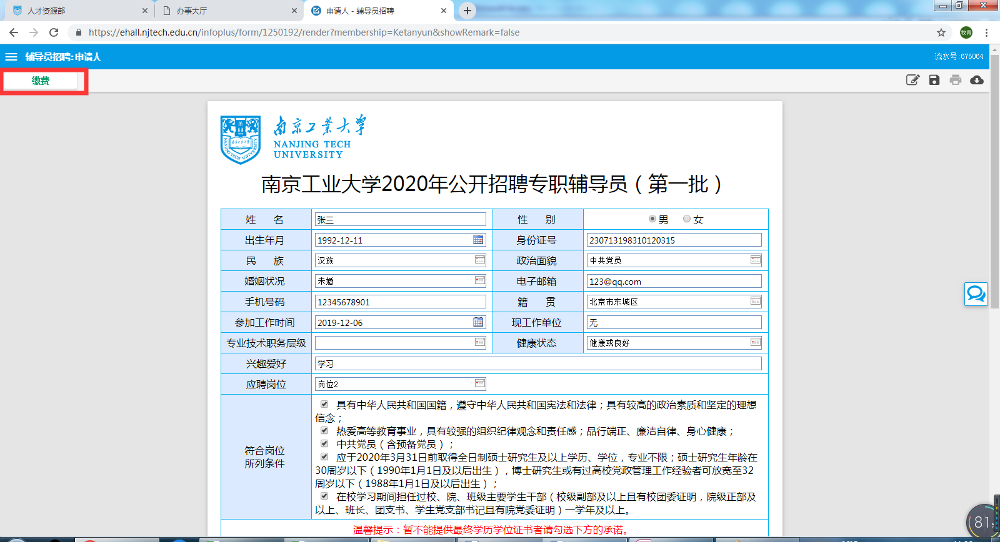 人才资源部
办事大厅
申请人 - 辅导员招聘
https://ehall.njtech.edu.cn/infoplus/form/1250192/render?membership=Ketanyun&showRemark=false
牧青
辅导员招聘:申请人
流水号:676064
缴费
南京工业大学
NANJING TECH
UNIVERSITY
南京工业大学2020年公开招聘专职辅导员（第一批）
姓 名 张三 性 别 男 女
出生年月 1992-12-11 身份证号 230713198310120315
民 族 汉族 政治面貌 中共党员
婚姻状况 未婚 电子邮箱 123@qq.com
手机号码 12345678901 籍 贯 北京市东城区
参加工作时间 2019-12-06 现工作单位 无
专业技术职务层级 健康状态 健康或良好
兴趣爱好 学习
应聘岗位 岗位2
符合岗位
所列条件
具有中华人民共和国国籍，遵守中华人民共和国宪法和法律；具有较高的政治素质和坚定的理想
信念；
热爱高等教育事业，具有较强的组织纪律观念和责任感；品行端正、廉洁自律、身心健康；
中共党员（含预备党员）；
应于2020年3月31日前取得全日制硕士研究生及以上学历、学位，专业不限；硕士研究生年龄在
30周岁以下（1990年1月1日及以后出生），博士研究生或有过高校党政管理工作经验者可放宽至32
周岁以下（1988年1月1日及以后出生）；
在校学习期间担任过校、院、班级主要学生干部（校级副部及以上且有校团委证明，院级正部及
以上、班长、团支书、学生党支部书记且有院党委证明）一学年及以上。
温馨提示：暂不能提供最终学历学位证书者请勾选下方的承诺。
81